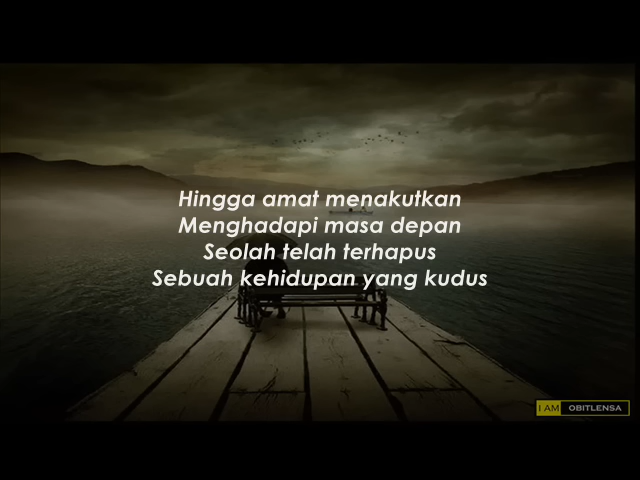 Hingga amat menakutkan
Menghadapi masa depan
Seolah telah terhapus
Sebuah kehidupan yang kudus
I AM OBITLENSA